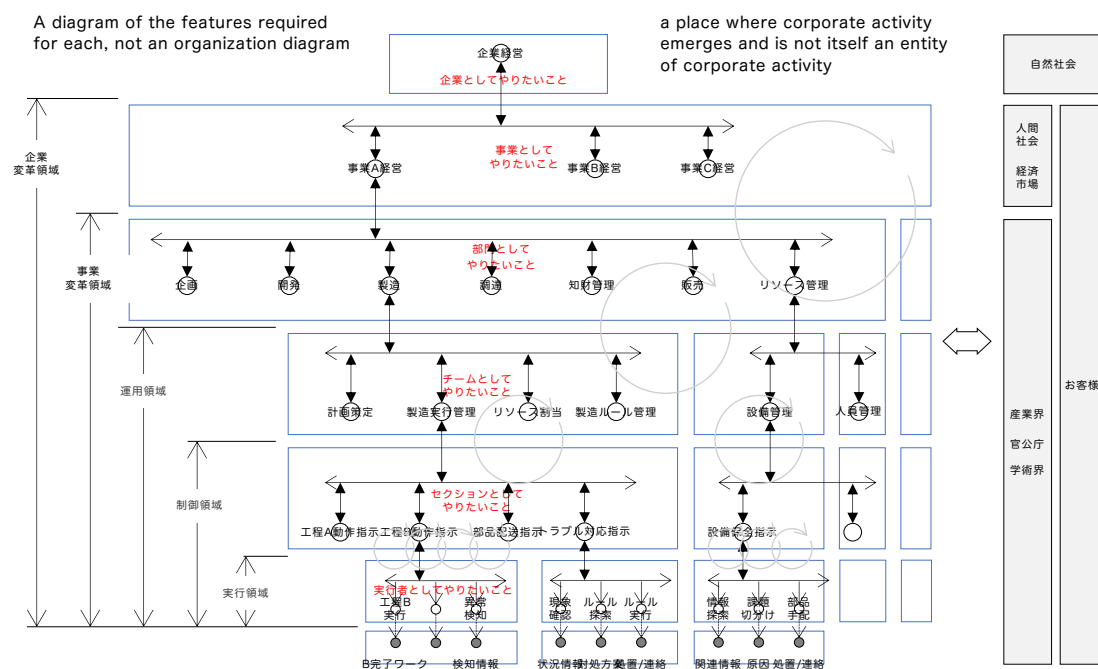 A diagram of the features required
for each, not an organization diagram
a place where corporate activity
emerges and is not itself an entity
of corporate activity
企業経営
企業としてやりたいこと
自然社会
企業
変革領域
事業として
やりたいこと
事業A経営
事業B経営
事業C経営
人間
社会
経済
市場
事業
変革領域
部門として
やりたいこと
企画
開発
製造
調達
知財管理
販売
リソース管理
運用領域
チームとして
やりたいこと
計画策定
製造実行管理
リソース割当
製造ルール管理
設備管理
人員管理
お客様
産業界
官公庁
学術界
制御領域
セクションとして
やりたいこと
工程A動作指示
工程B動作指示
部品配送指示
トラブル対応指示
設備保全指示
実行領域
実行者としてやりたいこと
工程B
実行
異常
検知
現象
確認
ルール
探索
ルール
実行
情報
探索
課題
切分け
部品
手配
B完了ワーク
検知情報
状況情報
対処方案
処置/連絡
関連情報
原因
処置/連絡